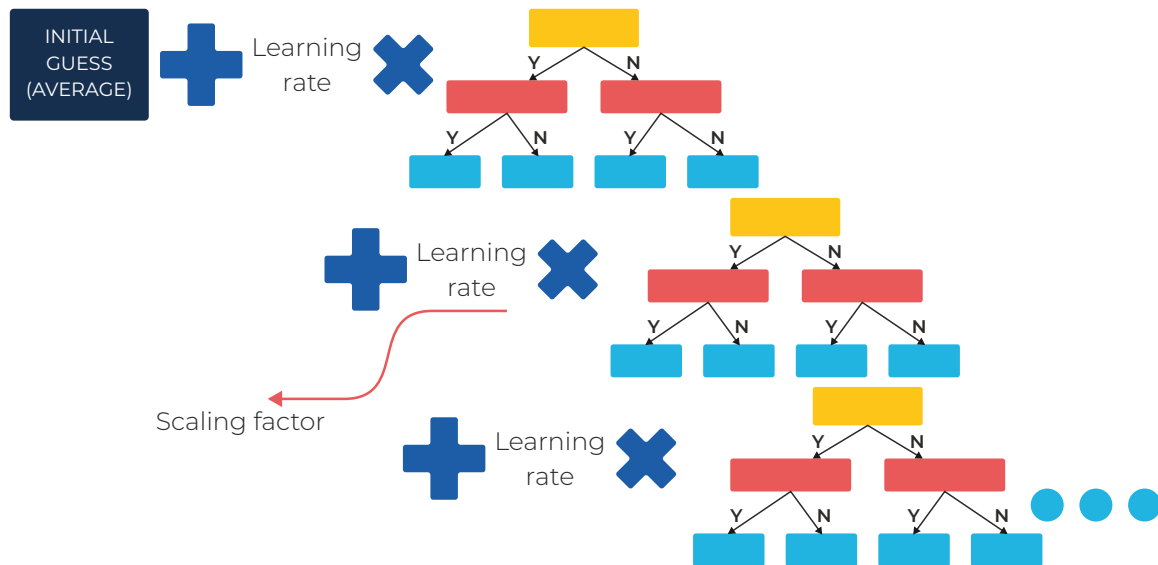 INITIAL
GUESS
(AVERAGE)
Learning
rate
Y N
Y N Y N
Learning
rate
Y N
Y N Y N
Scaling factor
Learning
rate
Y N
Y N Y N